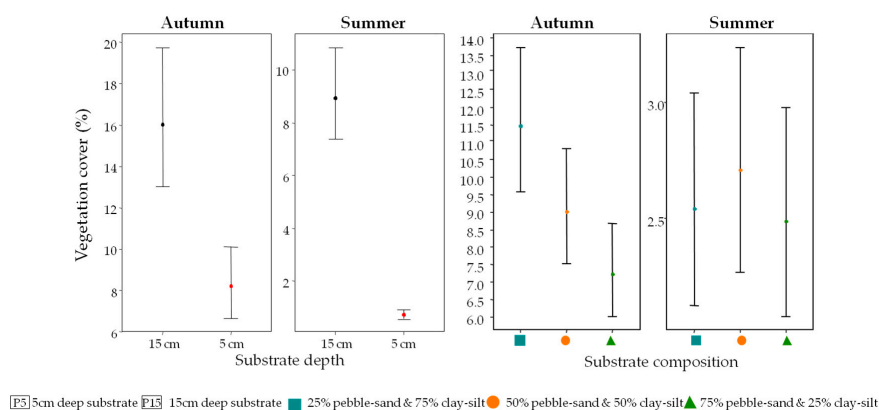 Autumn
Summer
Autumn
Summer
Vegetation cover (%)
20
18
16
14
12
10
8
6
15 cm
5 cm
10
8
6
4
2
15 cm
5 cm
Substrate depth
14.0
13.5
13.0
12.5
12.0
11.5
11.0
10.5
10.0
9.5
9.0
8.5
8.0
7.5
7.0
6.5
6.0
3.0
2.5
Substrate composition
P5 5cm deep substrate P15 15cm deep substrate 25% pebble-sand & 75% clay-silt 50% pebble-sand & 50% clay-silt 75% pebble-sand & 25% clay-silt